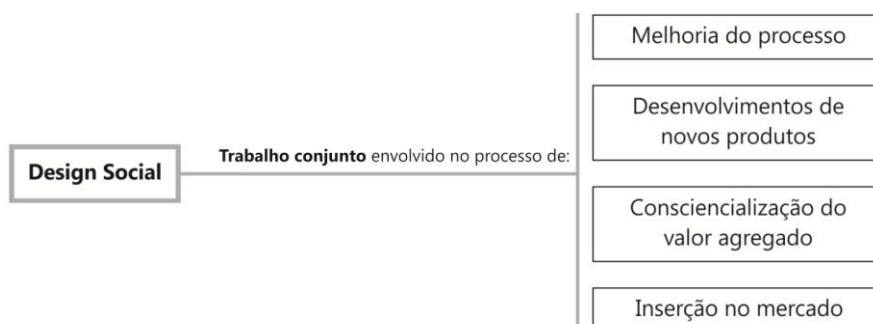 Design Social
Trabalho conjunto envolvido no processo de:
Melhoria do processo
Desenvolvimentos de
novos produtos
Consciencialização do
valor agregado
Inserção no mercado